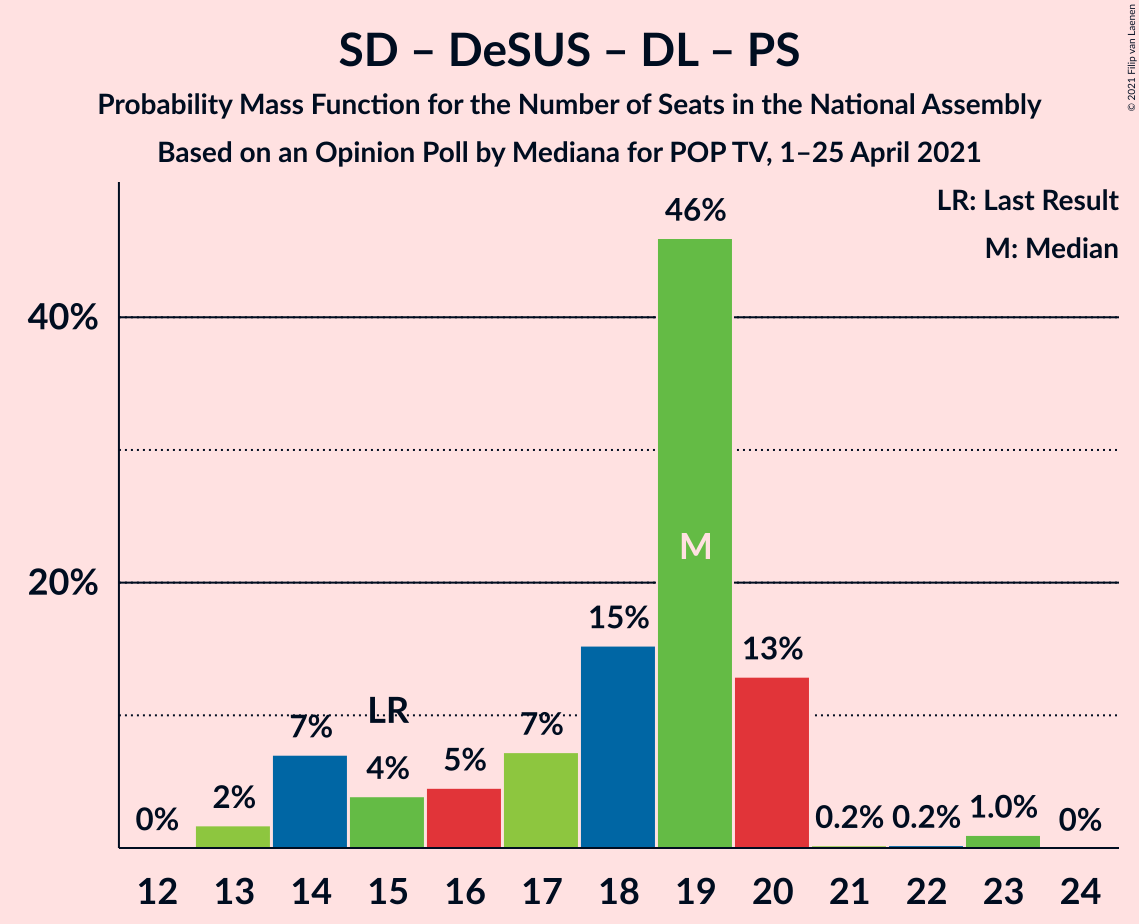 SD – DeSUS – DL – PS
Probability Mass Function for the Number of Seats in the National Assembly
Based on an Opinion Poll by Mediana for POP TV, 1–25 April 2021
© 2021 Filip van Laenen
LR: Last Result
M: Median
40%
20%
0%
2%
7%
LR
4%
5%
7%
15%
46%
M
13%
0.2%
0.2%
1.0%
0%
12 13 14 15 16 17 18 19 20 21 22 23 24